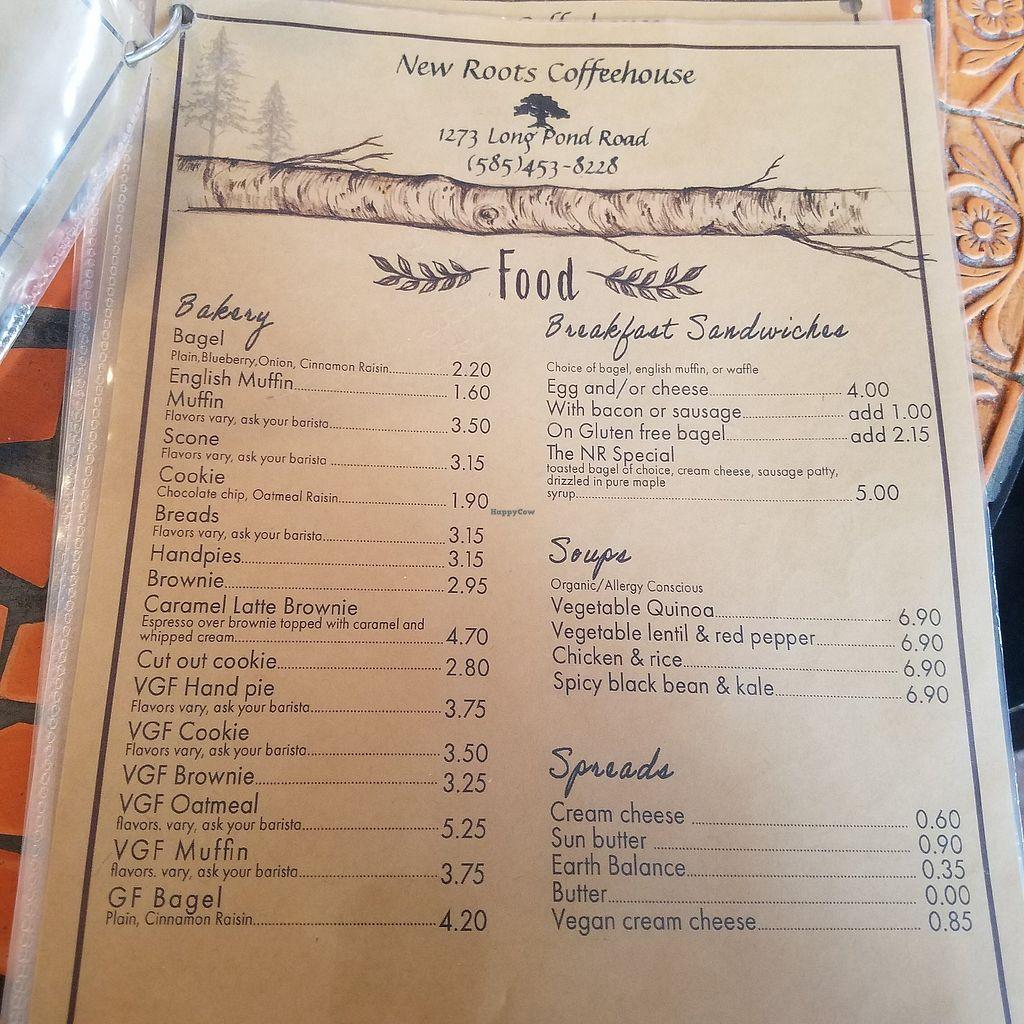 New Roots Coffeehouse
1273 Long Pond Road
(585)453-8228
Food
Bakery
Bagel
Plain,Blueberry,Onion, Cinnamon Raisin 2.20
English Muffin 1.60
Muffin
Flavors vary, ask your barista 3.50
Scone
Flavors vary, ask your barista 3.15
Cookie
Chocolate chip, Oatmeal Raisin 1.90
Breads
Flavors vary, ask your barista 3.15
Handpies 3.15
Brownie 2.95
Caramel Latte Brownie
Espresso over brownie topped with caramel and
whipped cream 4.70
Cut out cookie 2.80
VGF Hand pie
Flavors vary, ask your barista 3.75
VGF Cookie
Flavors vary, ask your barista 3.50
VGF Brownie 3.25
VGF Oatmeal
flavors. vary, ask your barista 5.25
VGF Muffin
flavors. vary, ask your barista 3.75
GF Bagel
Plain, Cinnamon Raisin 4.20
Breakfast Sandwiches
Choice of bagel, english muffin, or waffle
Egg and/or cheese 4.00
With bacon or sausage add 1.00
On Gluten free bagel add 2.15
The NR Special
toasted bagel of choice, cream cheese, sausage patty,
drizzled in pure maple
syrup 5.00
HappyCow
Soups
Organic/Allergy Conscious
Vegetable Quinoa 6.90
Vegetable lentil & red pepper 6.90
Chicken & rice 6.90
Spicy black bean & kale 6.90
Spreads
Cream cheese 0.60
Sun butter 0.90
Earth Balance 0.35
Butter 0.00
Vegan cream cheese 0.85